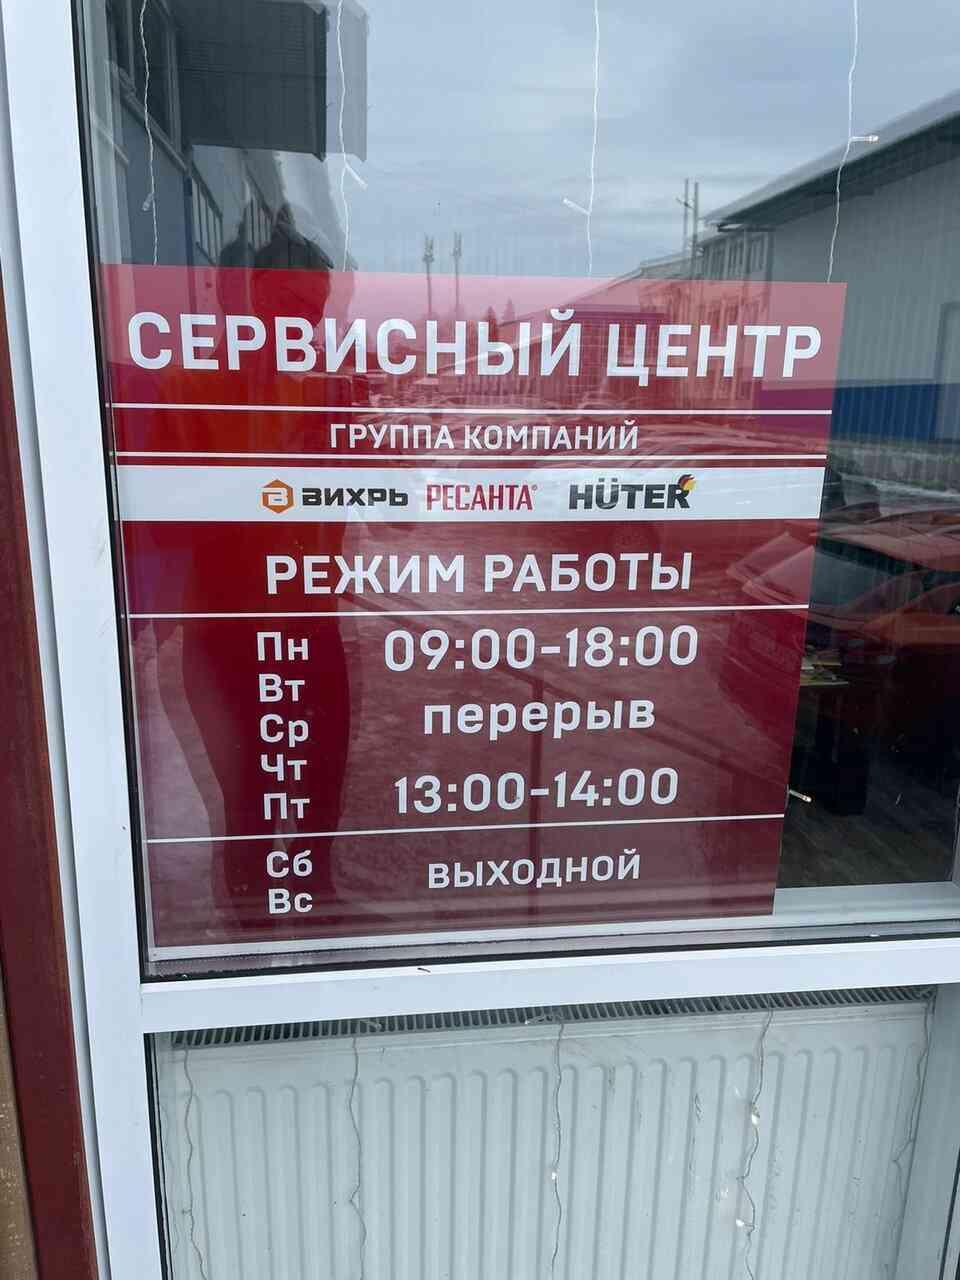 СЕРВИСНЫЙ ЦЕНТР
ГРУППА КОМПАНИЙ
ВИХРЬ РЕСАНТА® HÜTER
РЕЖИМ РАБОТЫ
Пн 09:00-18:00
Вт
перерыв
Ср
Чт
Пт 13:00-14:00
Сб выходной
Вс